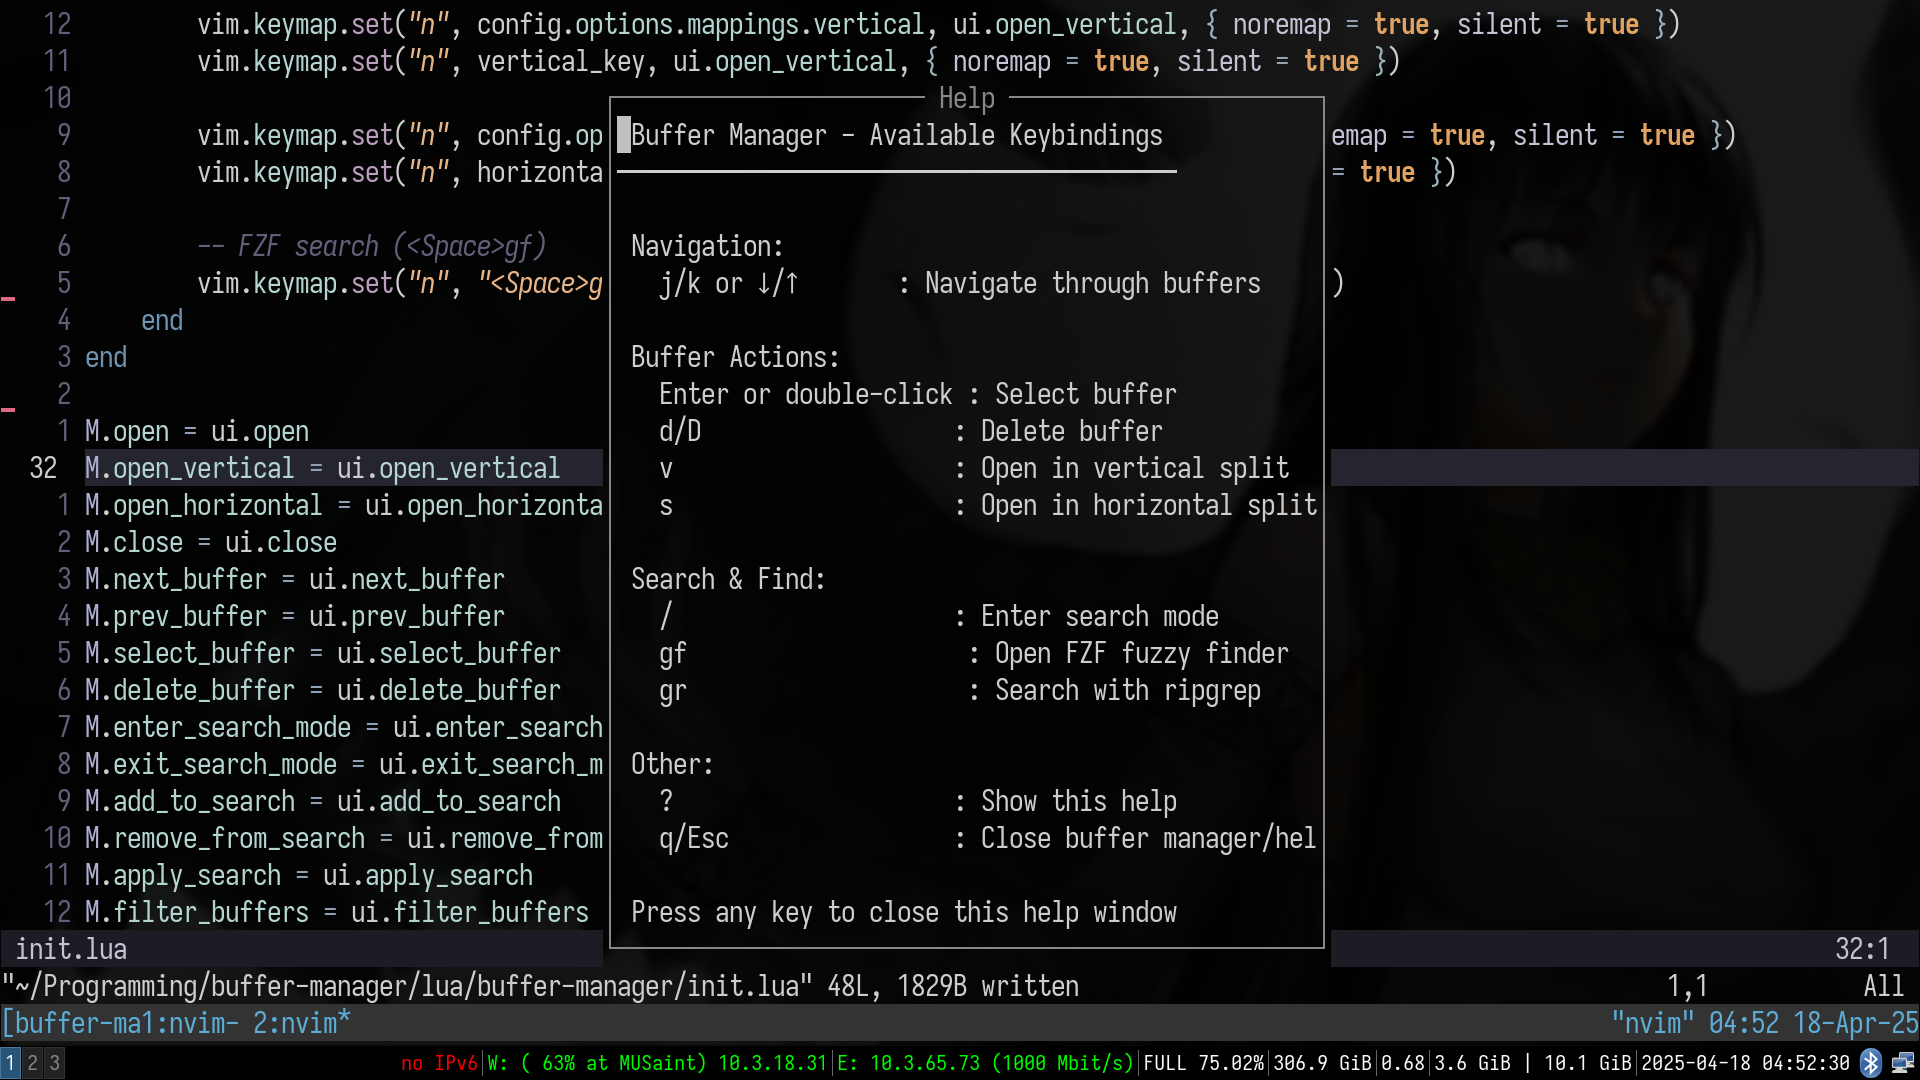 12 vim.keymap.set("n", config.options.mappings.vertical, ui.open_vertical, { noremap = true, silent = true })
11 vim.keymap.set("n", vertical_key, ui.open_vertical, { noremap = true, silent = true })
10
9 vim.keymap.set("n", config.op emap = true, silent = true })
8 vim.keymap.set("n", horizonta = true })
7
6 -- FZF search (<Space>gf)
5 vim.keymap.set("n", "<Space>g )
4 end
3 end
2
1 M.open = ui.open
32 M.open_vertical = ui.open_vertical
1 M.open_horizontal = ui.open_horizonta
2 M.close = ui.close
3 M.next_buffer = ui.next_buffer
4 M.prev_buffer = ui.prev_buffer
5 M.select_buffer = ui.select_buffer
6 M.delete_buffer = ui.delete_buffer
7 M.enter_search_mode = ui.enter_search
8 M.exit_search_mode = ui.exit_search_m
9 M.add_to_search = ui.add_to_search
10 M.remove_from_search = ui.remove_from
11 M.apply_search = ui.apply_search
12 M.filter_buffers = ui.filter_buffers
Help
Buffer Manager - Available Keybindings
Navigation:
j/k or ↓/↑ : Navigate through buffers
Buffer Actions:
Enter or double-click : Select buffer
d/D : Delete buffer
v : Open in vertical split
s : Open in horizontal split
Search & Find:
/ : Enter search mode
gf : Open FZF fuzzy finder
gr : Search with ripgrep
Other:
? : Show this help
q/Esc : Close buffer manager/hel
Press any key to close this help window
init.lua 32:1
"~/Programming/buffer-manager/lua/buffer-manager/init.lua" 48L, 1829B written 1,1 All
[buffer-ma1:nvim- 2:nvim* "nvim" 04:52 18-Apr-25
1 2 3 no IPv6|W: ( 63% at MUSaint) 10.3.18.31|E: 10.3.65.73 (1000 Mbit/s)|FULL 75.02%|306.9 GiB|0.68|3.6 GiB | 10.1 GiB|2025-04-18 04:52:30